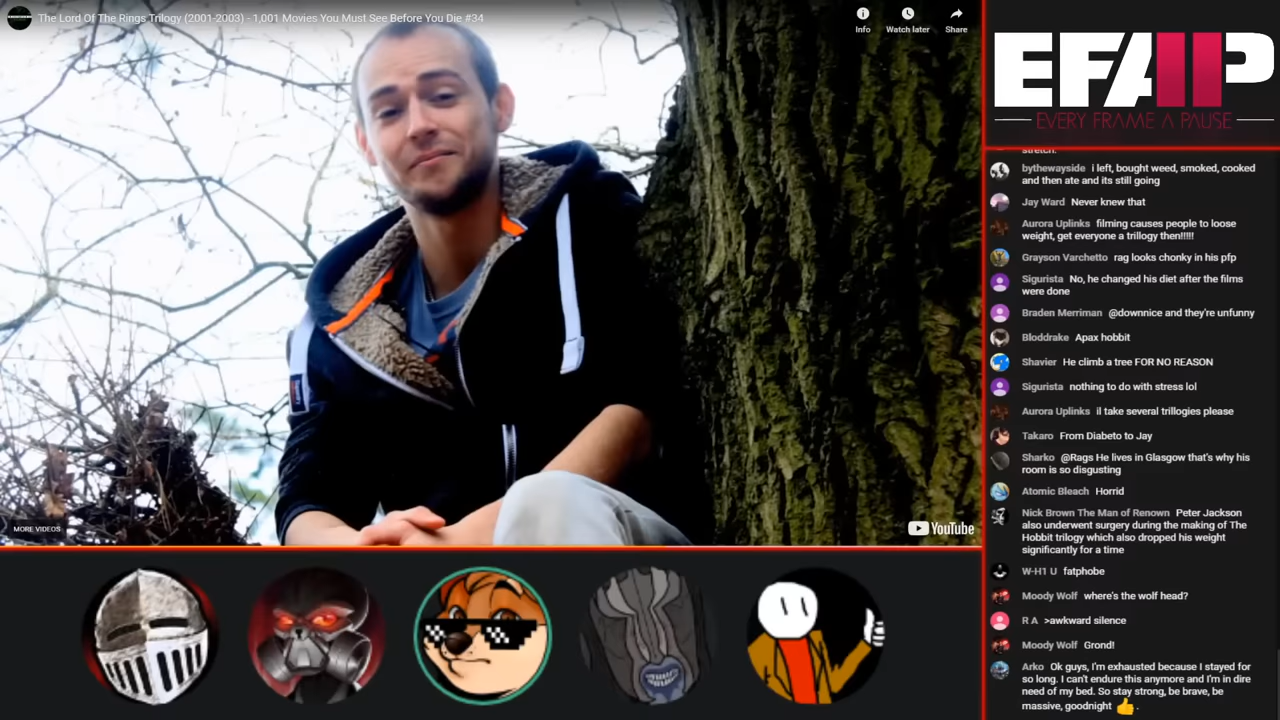 The Lord Of The Rings Trilogy (2001-2003) - 1,001 Movies You Must See Before You Die #34
Info
Watch later
Share
MORE VIDEOS
YouTube
EFAP
EVERY FRAME A PAUSE
stretch.
bythewayside i left, bought weed, smoked, cooked
and then ate and its still going
Jay Ward Never knew that
Aurora Uplinks filming causes people to loose
weight, get everyone a trillogy then!!!!!
Grayson Varchetto rag looks chonky in his pfp
Sigurista No, he changed his diet after the films
were done
Braden Merriman @downnice and they're unfunny
Bloddrake Apax hobbit
Shavier He climb a tree FOR NO REASON
Sigurista nothing to do with stress lol
Aurora Uplinks il take several trillogies please
Takaro From Diabeto to Jay
Sharko @Rags He lives in Glasgow that's why his
room is so disgusting
Atomic Bleach Horrid
Nick Brown The Man of Renown Peter Jackson
also underwent surgery during the making of The
Hobbit trilogy which also dropped his weight
significantly for a time
W-H1 U fatphobe
Moody Wolf where's the wolf head?
R A >awkward silence
Moody Wolf Grond!
Arko Ok guys, I'm exhausted because I stayed for
so long. I can't endure this anymore and I'm in dire
need of my bed. So stay strong, be brave, be
massive, goodnight 👍.